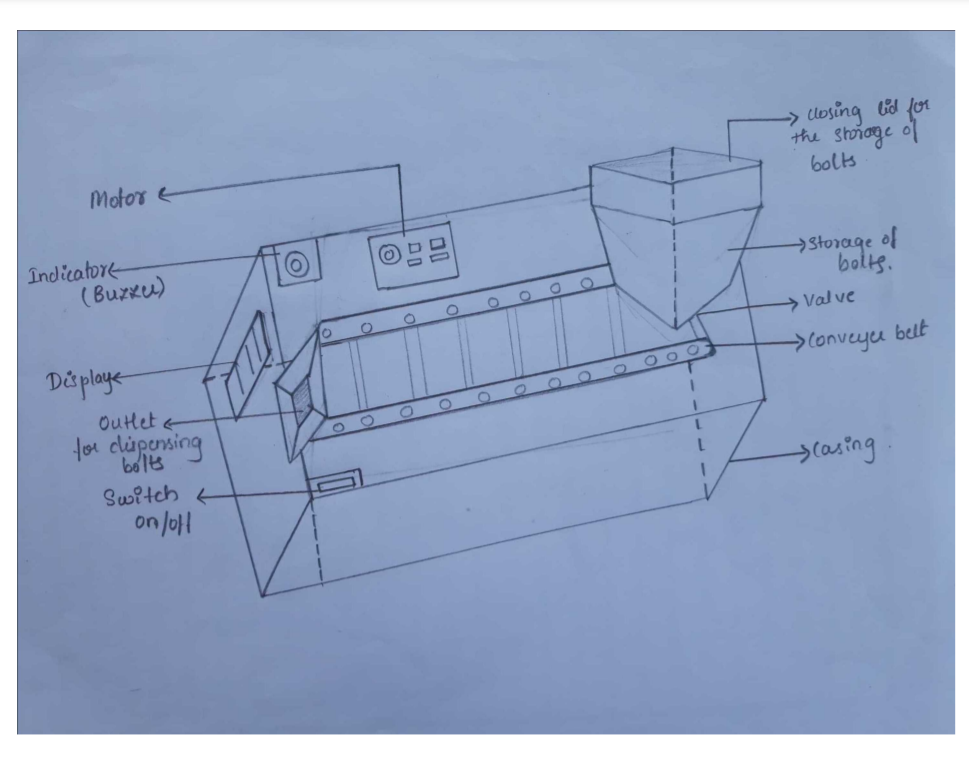 closing lid for
the storage of
bolts
Motor
storage of
bolts.
Indicator
(Buzzer)
Valve
Conveyer belt
Display
Outlet
for dispensing
bolts
Casing.
Switch
on/off